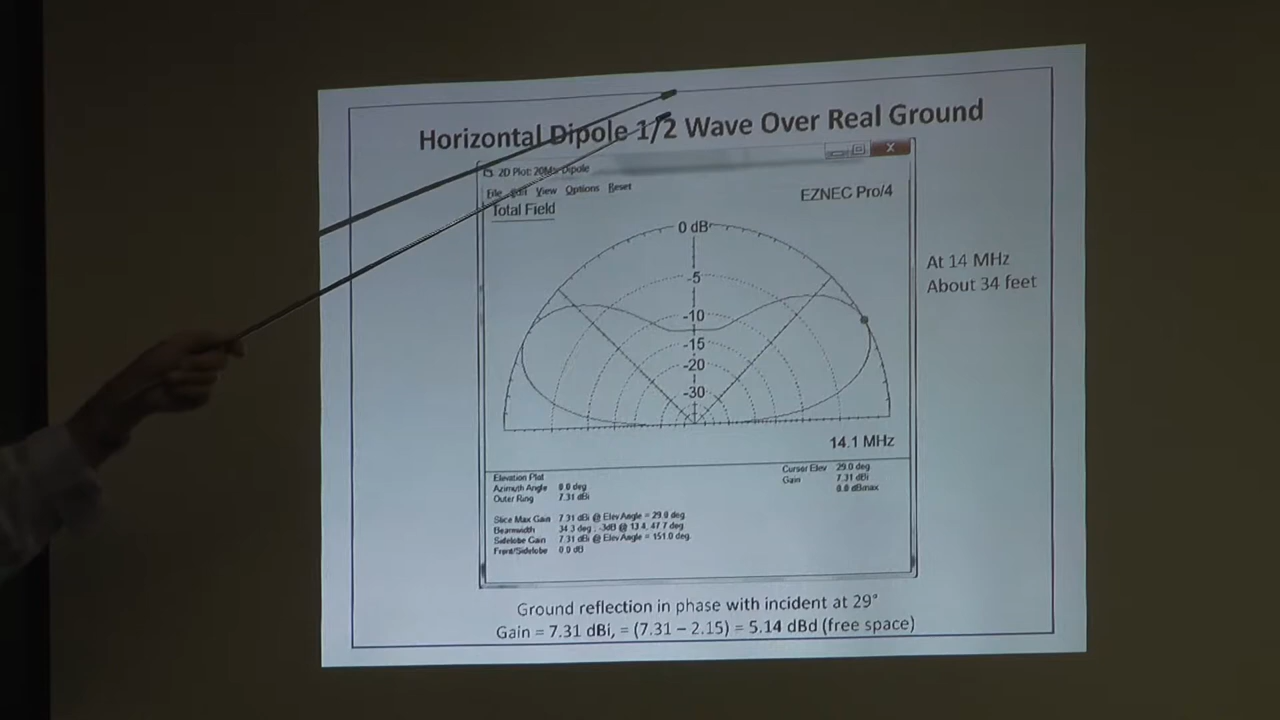 Horizontal Dipole 1/2 Wave Over Real Ground
2D Plot: 20Mtr Dipole
File Edit View Options Reset
X
Total Field
EZNEC Pro/4
0 dB
-5
-10
-15
-20
-30
At 14 MHz
About 34 feet
14.1 MHz
Elevation Plot
Azimuth Angle 0.0 deg
Outer Ring 7.31 dBi
Cursor Elev 29.0 deg
Gain 7.31 dBi
0.0 dBmax
Slice Max Gain 7.31 dBi @ Elev Angle = 29.0 deg
Beamwidth 34.3 deg.; -3dB @ 13.4, 47.7 deg
Sidelobe Gain 7.31 dBi @ Elev Angle = 151.0 deg
Front/Sidelobe 0.0 dB
Ground reflection in phase with incident at 29°
Gain = 7.31 dBi, = (7.31 – 2.15) = 5.14 dBd (free space)